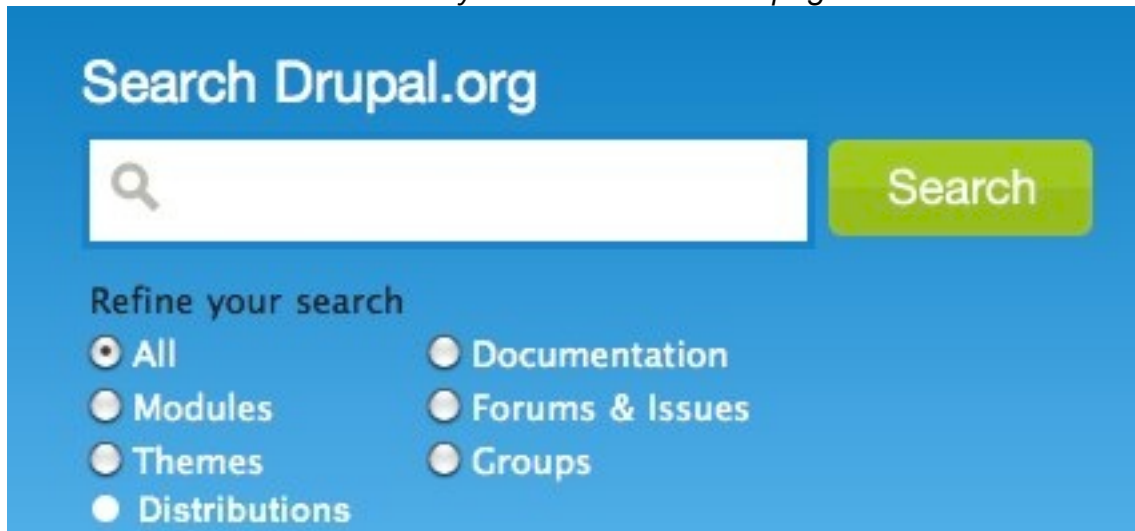 Search Drupal.org
Search
Refine your search
All
Documentation
Modules
Forums & Issues
Themes
Groups
Distributions